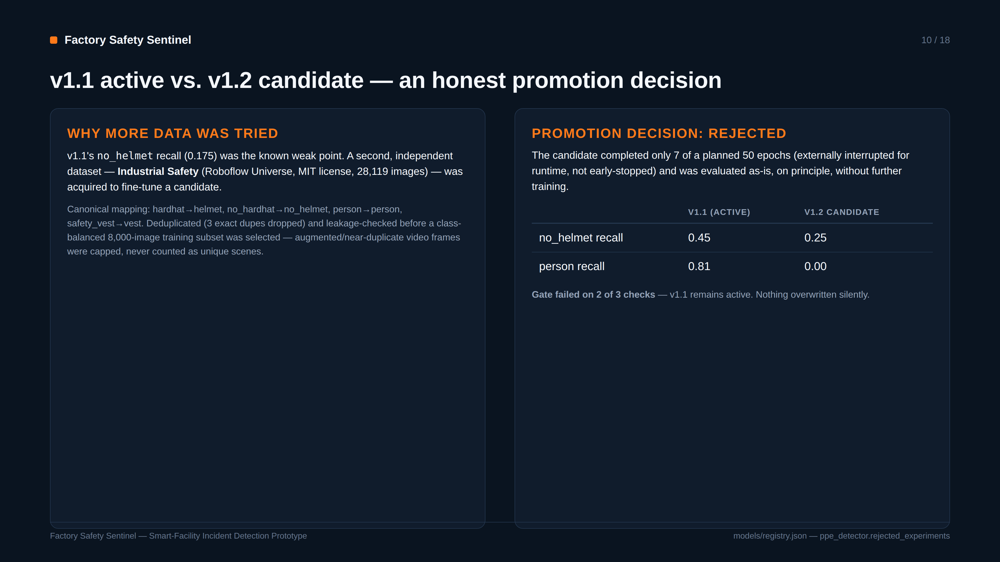 Factory Safety Sentinel
10 / 18
v1.1 active vs. v1.2 candidate — an honest promotion decision
WHY MORE DATA WAS TRIED
v1.1's no_helmet recall (0.175) was the known weak point. A second, independent
dataset — Industrial Safety (Roboflow Universe, MIT license, 28,119 images) — was
acquired to fine-tune a candidate.
Canonical mapping: hardhat→helmet, no_hardhat→no_helmet, person→person,
safety_vest→vest. Deduplicated (3 exact dupes dropped) and leakage-checked before a class-
balanced 8,000-image training subset was selected — augmented/near-duplicate video frames
were capped, never counted as unique scenes.
PROMOTION DECISION: REJECTED
The candidate completed only 7 of a planned 50 epochs (externally interrupted for
runtime, not early-stopped) and was evaluated as-is, on principle, without further
training.
V1.1 (ACTIVE) V1.2 CANDIDATE
no_helmet recall 0.45 0.25
person recall 0.81 0.00
Gate failed on 2 of 3 checks — v1.1 remains active. Nothing overwritten silently.
Factory Safety Sentinel — Smart-Facility Incident Detection Prototype
models/registry.json — ppe_detector.rejected_experiments